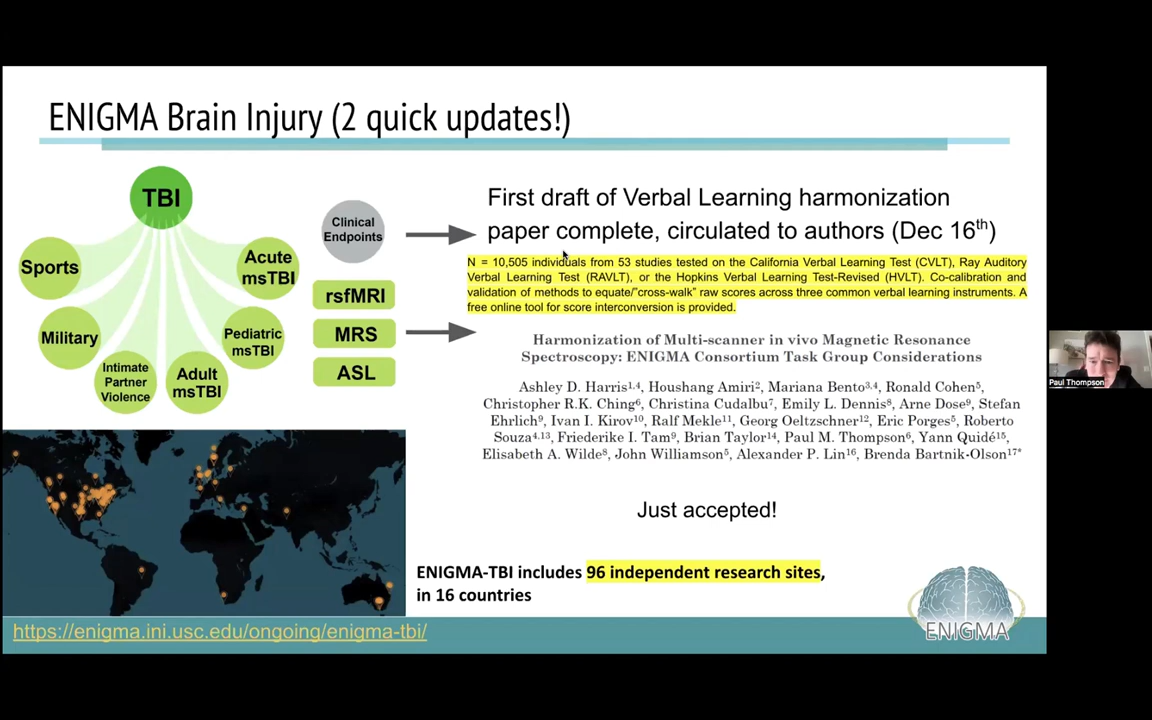 ENIGMA Brain Injury (2 quick updates!)
TBI
Sports
Military
Intimate
Partner
Violence
Adult
msTBI
Pediatric
msTBI
Acute
msTBI
Clinical
Endpoints
rsfMRI
MRS
ASL
First draft of Verbal Learning harmonization
paper complete, circulated to authors (Dec 16th)
N = 10,505 individuals from 53 studies tested on the California Verbal Learning Test (CVLT), Ray Auditory
Verbal Learning Test (RAVLT), or the Hopkins Verbal Learning Test-Revised (HVLT). Co-calibration and
validation of methods to equate/"cross-walk" raw scores across three common verbal learning instruments. A
free online tool for score interconversion is provided.
Harmonization of Multi-scanner in vivo Magnetic Resonance
Spectroscopy: ENIGMA Consortium Task Group Considerations
Ashley D. Harris1,4, Houshang Amiri2, Mariana Bento3,4, Ronald Cohen5,
Christopher R.K. Ching6, Christina Cudalbu7, Emily L. Dennis8, Arne Dose9, Stefan
Ehrlich9, Ivan I. Kirov10, Ralf Mekle11, Georg Oeltzschner12, Eric Porges5, Roberto
Souza4,13, Friederike I. Tam9, Brian Taylor14, Paul M. Thompson6, Yann Quidé15,
Elisabeth A. Wilde8, John Williamson5, Alexander P. Lin16, Brenda Bartnik-Olson17*
Just accepted!
ENIGMA-TBI includes 96 independent research sites,
in 16 countries
https://enigma.ini.usc.edu/ongoing/enigma-tbi/
ENIGMA
Paul Thompson